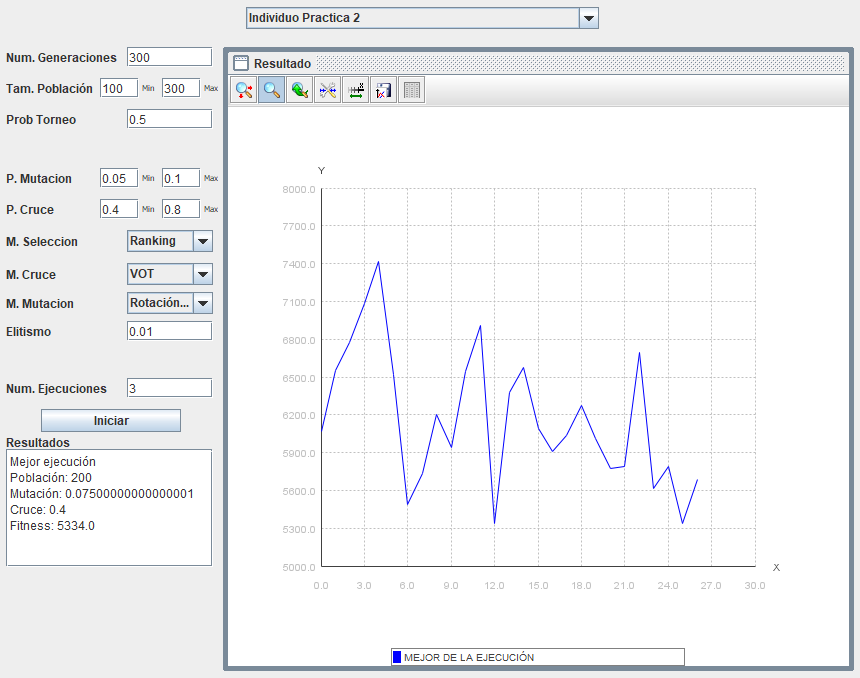 Individuo Practica 2
Num. Generaciones 300
Tam. Población 100 Min 300 Max
Prob Torneo 0.5
P. Mutacion 0.05 Min 0.1 Max
P. Cruce 0.4 Min 0.8 Max
M. Seleccion Ranking
M. Cruce VOT
M. Mutacion Rotación...
Elitismo 0.01
Num. Ejecuciones 3
Iniciar
Resultados
Mejor ejecución
Población: 200
Mutación: 0.07500000000000001
Cruce: 0.4
Fitness: 5334.0
Resultado
Y
8000.0
7700.0
7400.0
7100.0
6800.0
6500.0
6200.0
5900.0
5600.0
5300.0
5000.0
X
0.0 3.0 6.0 9.0 12.0 15.0 18.0 21.0 24.0 27.0 30.0
MEJOR DE LA EJECUCIÓN